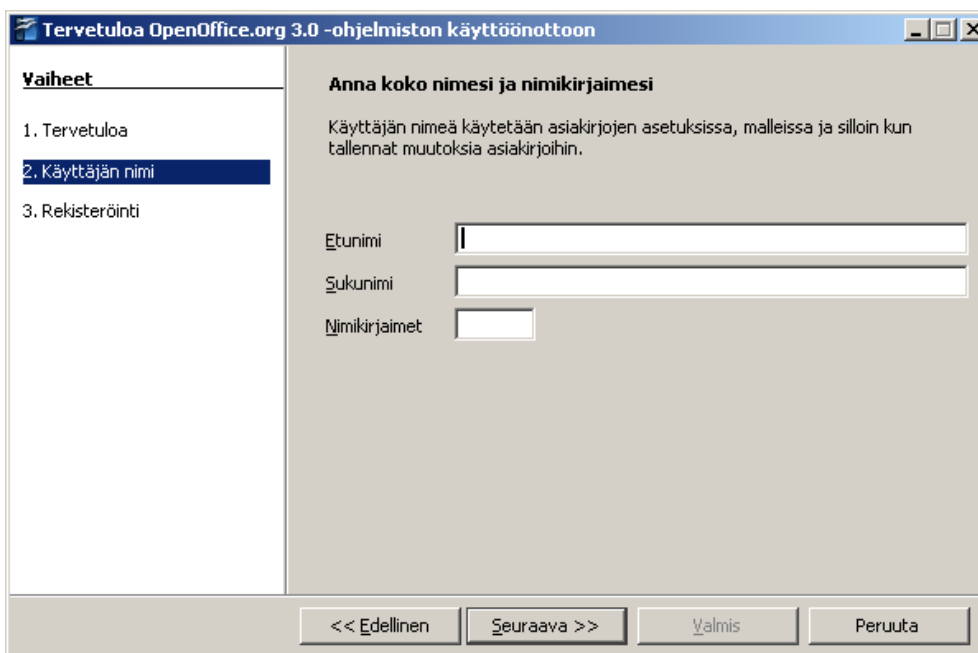 Tervetuloa OpenOffice.org 3.0 -ohjelmiston käyttöönottoon
Vaiheet
1. Tervetuloa
2. Käyttäjän nimi
3. Rekisteröinti
Anna koko nimesi ja nimikirjaimesi
Käyttäjän nimeä käytetään asiakirjojen asetuksissa, malleissa ja silloin kun
tallennat muutoksia asiakirjoihin.
Etunimi
Sukunimi
Nimikirjaimet
<< Edellinen
Seuraava >>
Valmis
Peruuta